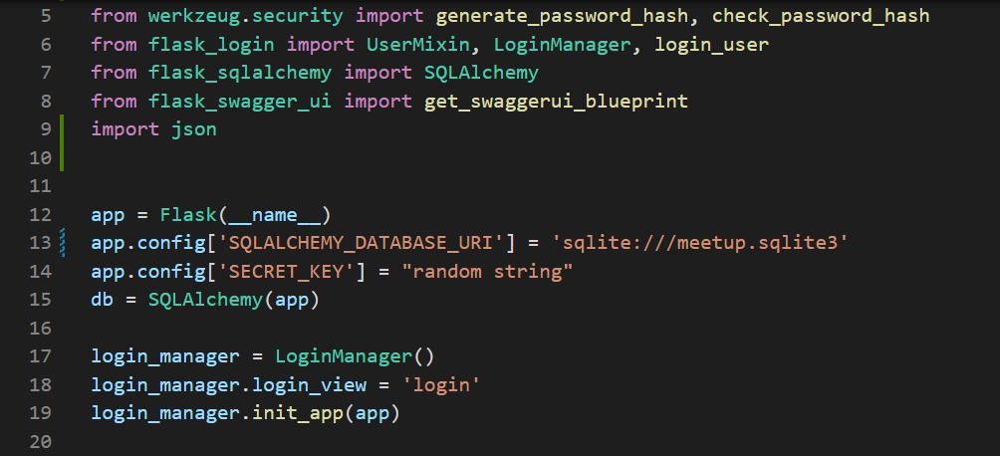 5 from werkzeug.security import generate_password_hash, check_password_hash
6 from flask_login import UserMixin, LoginManager, login_user
7 from flask_sqlalchemy import SQLAlchemy
8 from flask_swagger_ui import get_swaggerui_blueprint
9 import json
10
11
12 app = Flask(__name__)
13 app.config['SQLALCHEMY_DATABASE_URI'] = 'sqlite:///meetup.sqlite3'
14 app.config['SECRET_KEY'] = "random string"
15 db = SQLAlchemy(app)
16
17 login_manager = LoginManager()
18 login_manager.login_view = 'login'
19 login_manager.init_app(app)
20